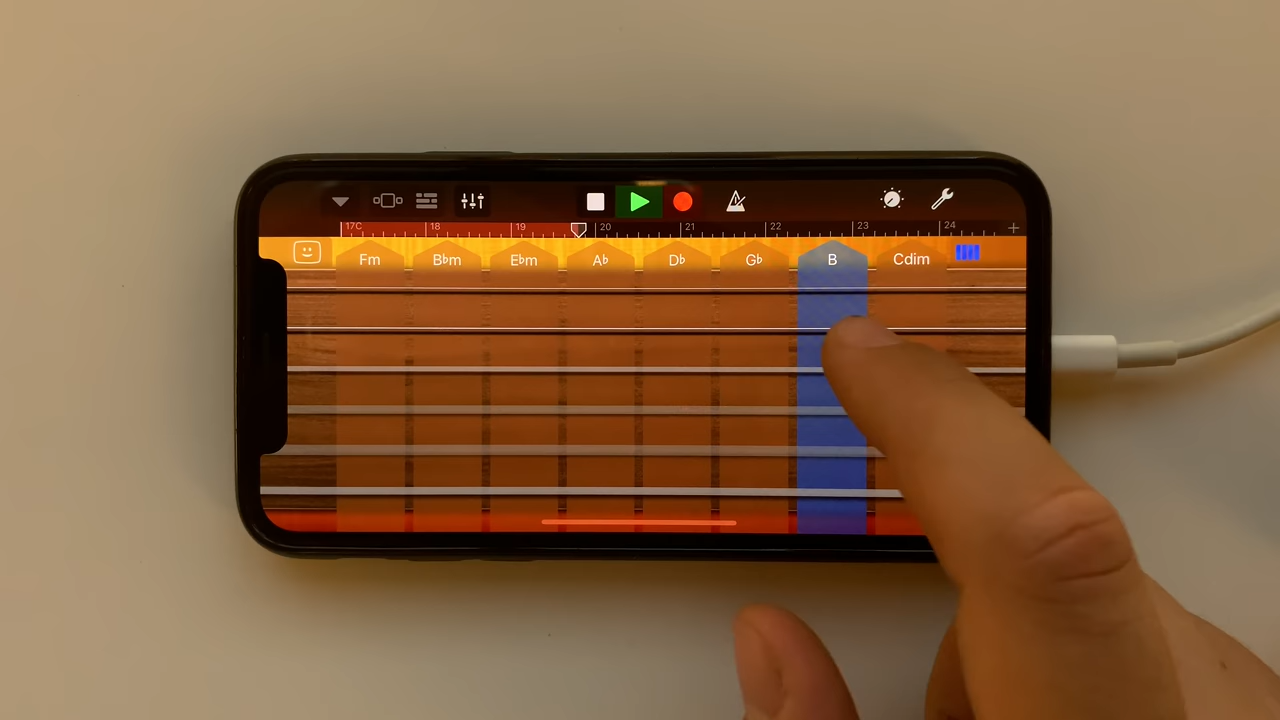 17C 18 19 20 21 22 23 24 +
Fm B♭m E♭m A♭ D♭ G♭ B Cdim